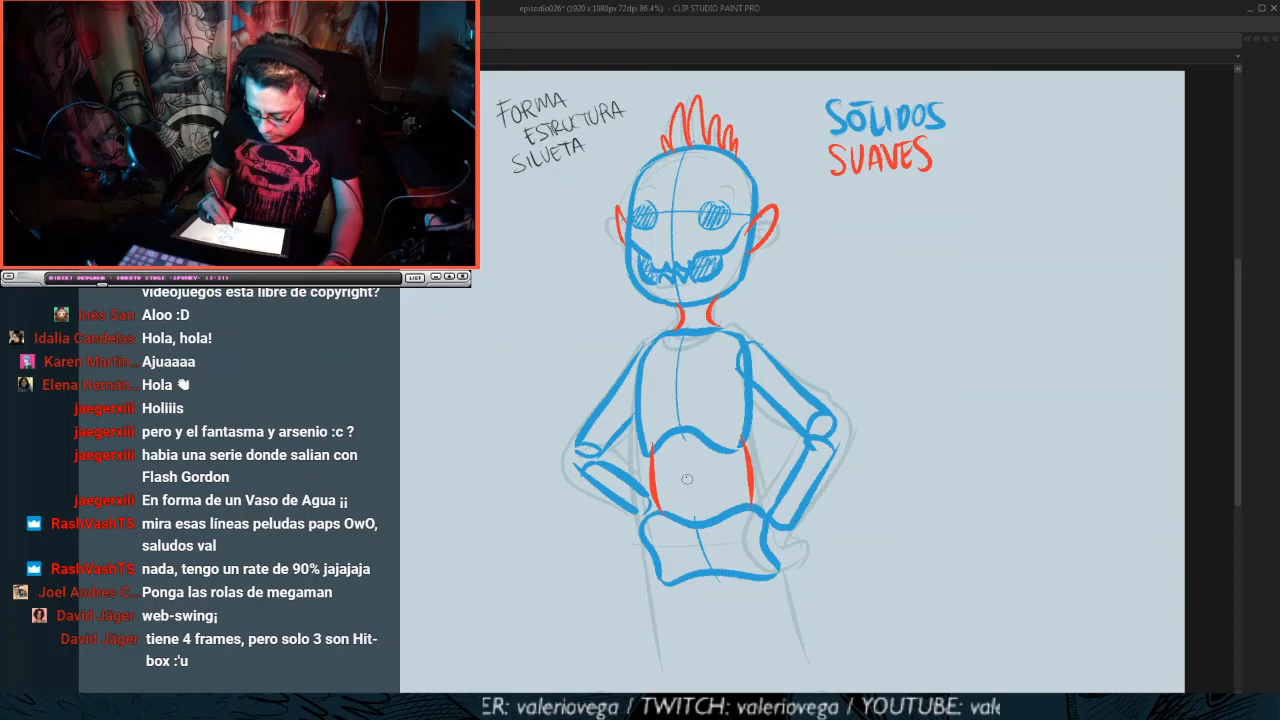 episodio026* (1920 x 1080px 72dpi 86.4%) - CLIP STUDIO PAINT PRO
FORMA
ESTRUCTURA
SILUETA
SÓLIDOS
SUAVES
LIST
videojuegos esta libre de copyright?
Inés San Aloo :D
Idalia Candelas Hola, hola!
Karen Martín... Ajuaaaa
Elena Hernán... Hola 👋
jaegerxiii Holiiis
jaegerxiii pero y el fantasma y arsenio :c ?
jaegerxiii habia una serie donde salian con
Flash Gordon
jaegerxiii En forma de un Vaso de Agua ¡¡
RashVashTS mira esas líneas peludas paps OwO,
saludos val
RashVashTS nada, tengo un rate de 90% jajajaja
Joel Andres C... Ponga las rolas de megaman
David Jäger web-swing¡
David Jäger tiene 4 frames, pero solo 3 son Hit-
box :'u
ER: valeriovega / TWITCH: valeriovega / YOUTUBE: vale